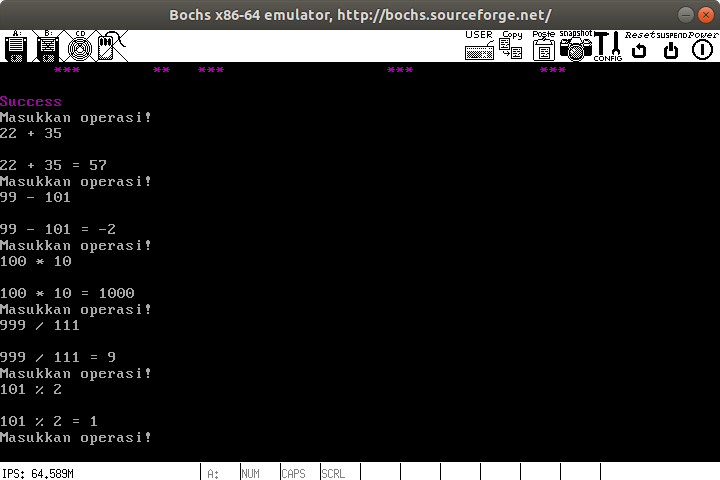 Bochs x86-64 emulator, http://bochs.sourceforge.net/
A: B: CD USER Copy Paste Snapshot CONFIG Reset SUSPEND Power
*** ** *** *** ***
Success
Masukkan operasi!
22 + 35
22 + 35 = 57
Masukkan operasi!
99 - 101
99 - 101 = -2
Masukkan operasi!
100 * 10
100 * 10 = 1000
Masukkan operasi!
999 / 111
999 / 111 = 9
Masukkan operasi!
101 % 2
101 % 2 = 1
Masukkan operasi!
IPS: 64.589M A: NUM CAPS SCRL